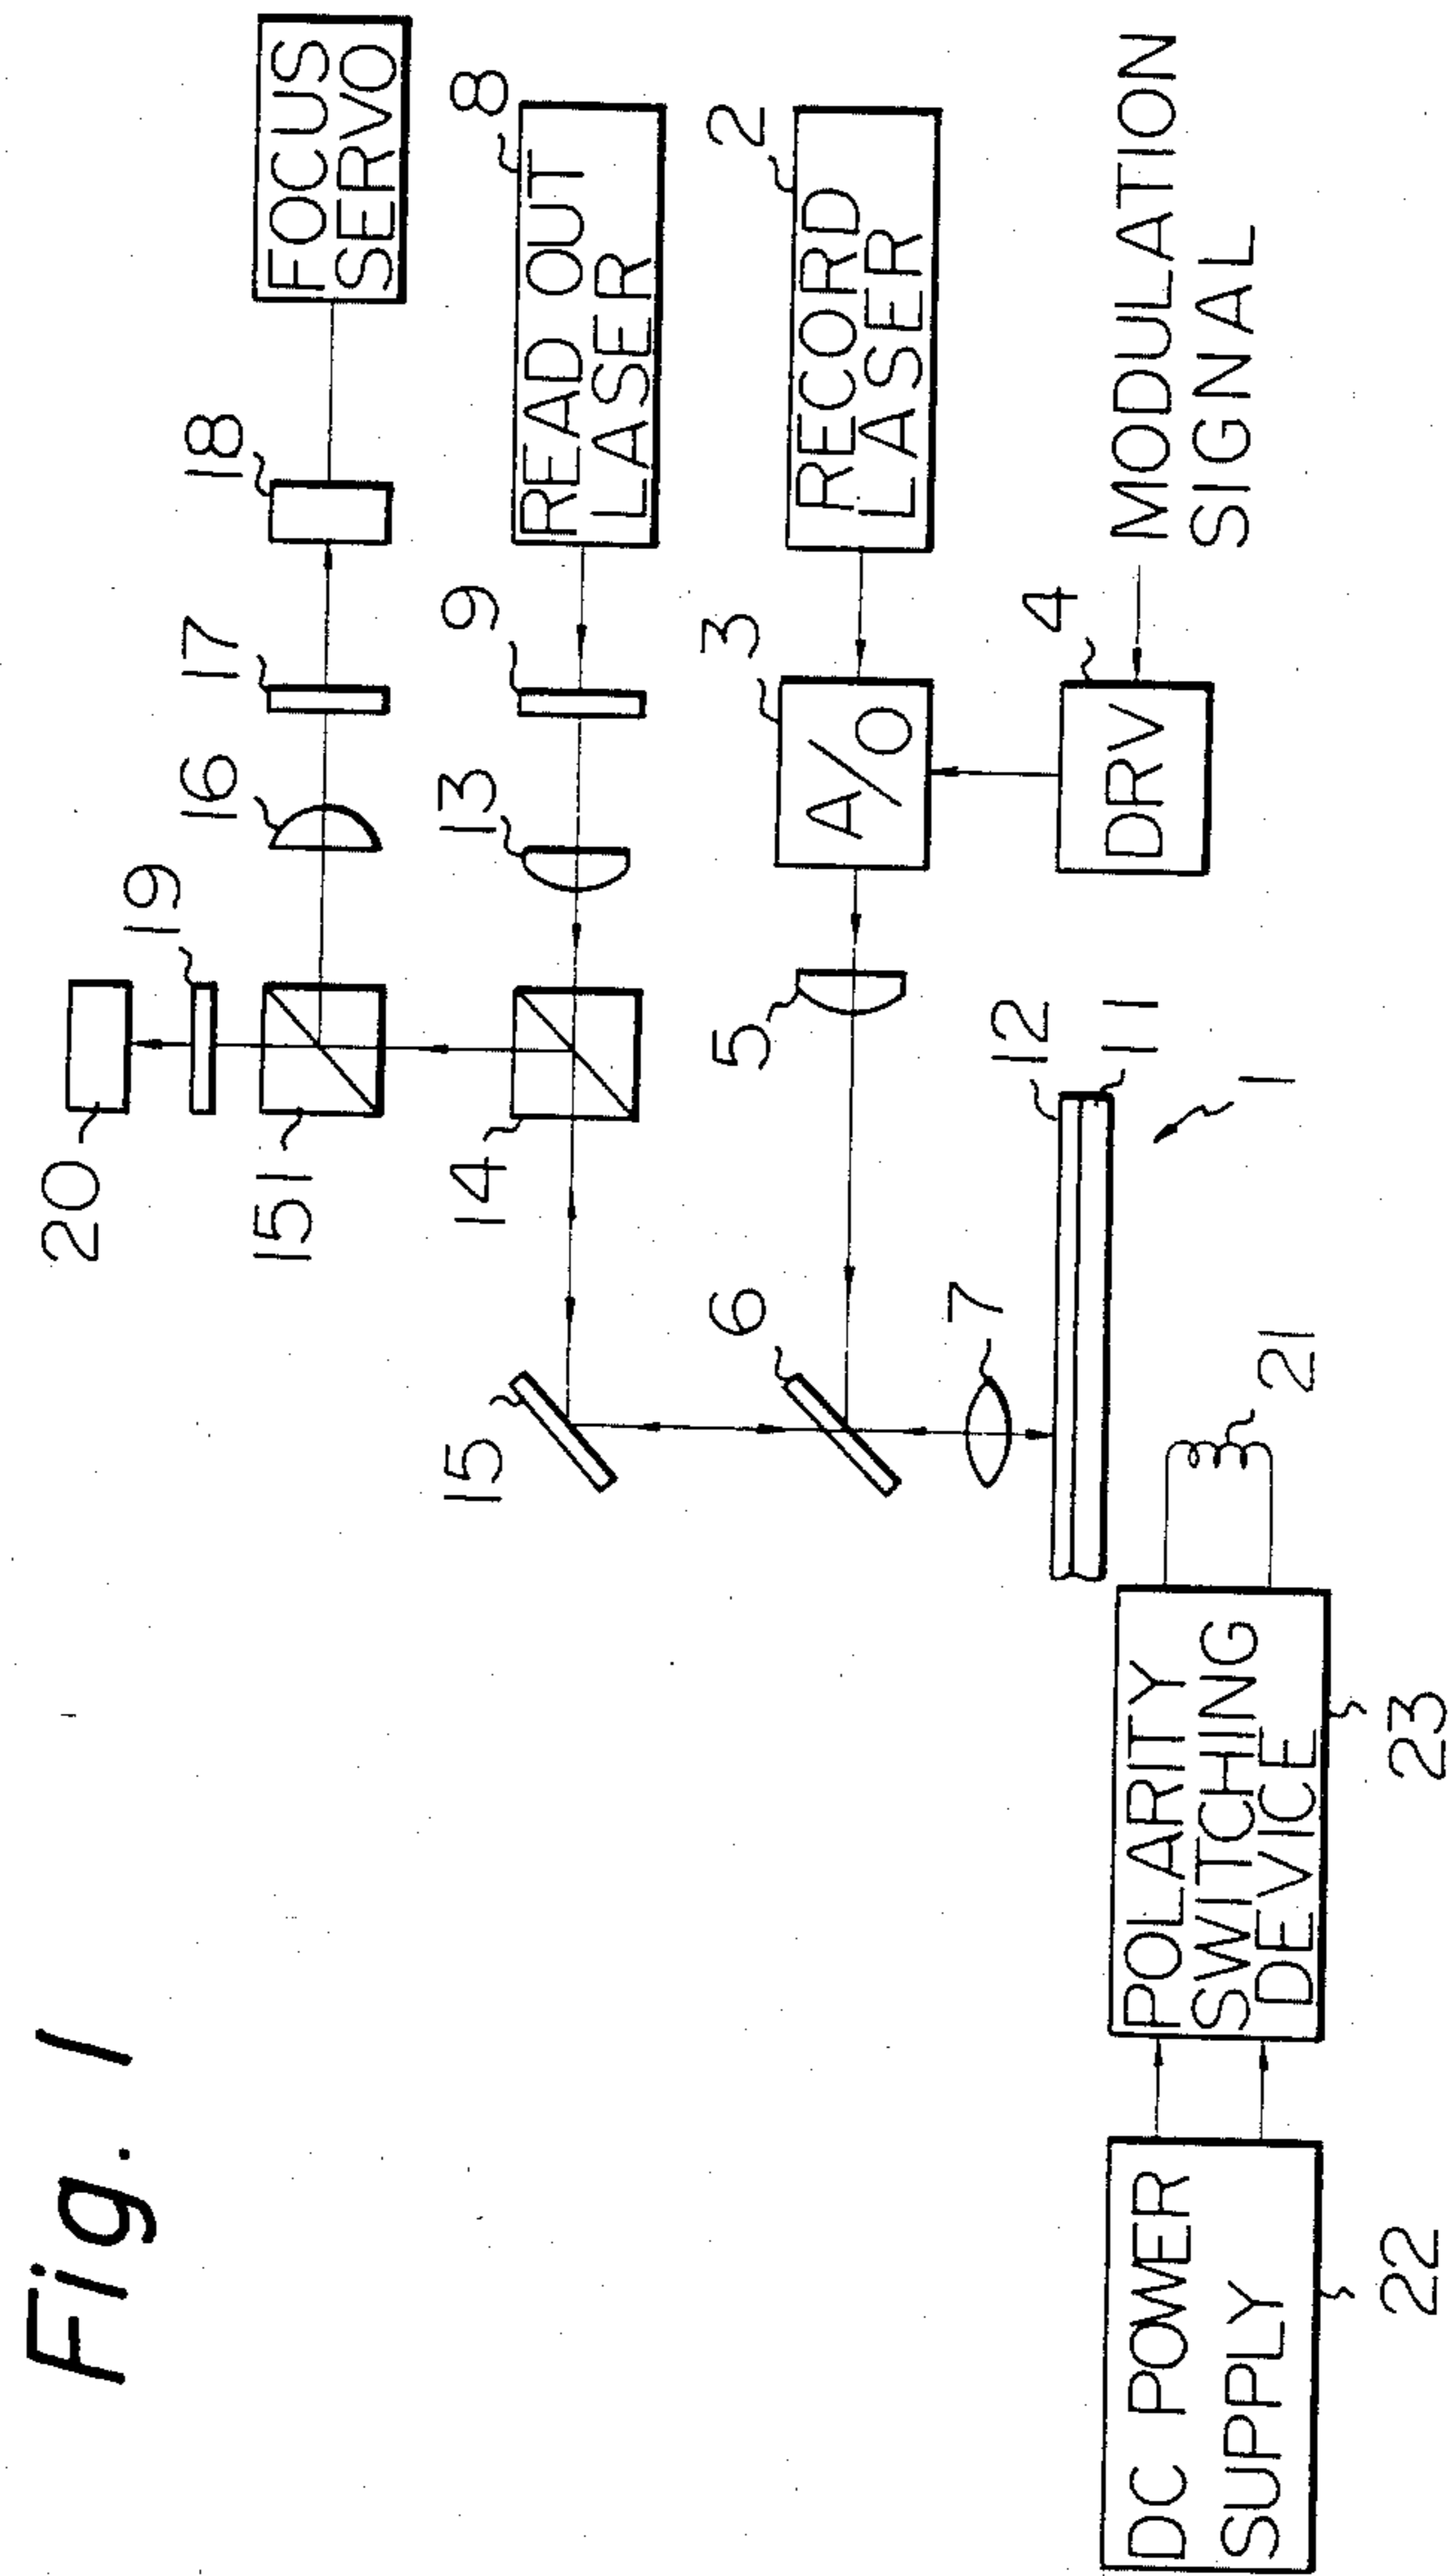 Fig. 1
FOCUS
SERVO
18
17
16
19
20
151
READ OUT
LASER
8
9
13
14
15
RECORD
LASER
2
3
A/O
5
6
7
MODULATION
SIGNAL
4
DRV
12
11
1
21
POLARITY
SWITCHING
DEVICE
23
DC POWER
SUPPLY
22